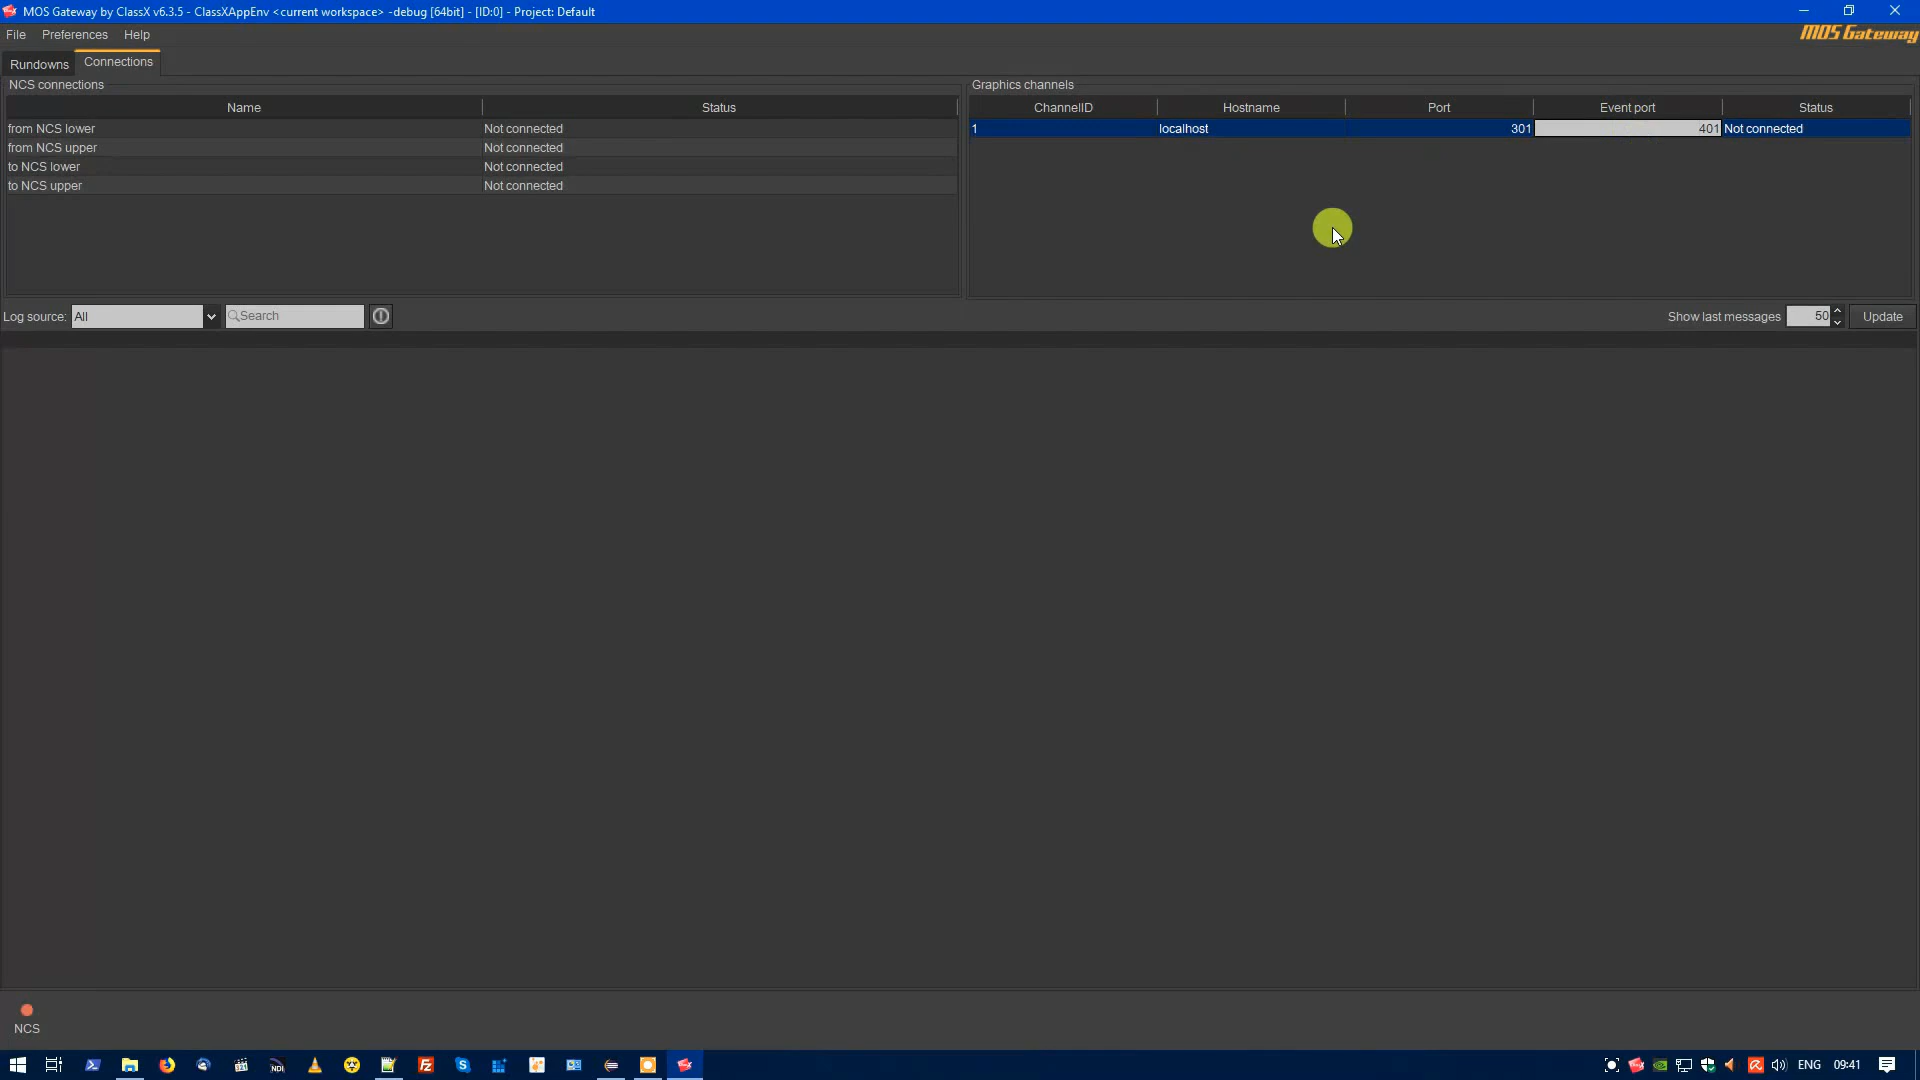 MOS Gateway by ClassX v6.3.5 - ClassXAppEnv <current workspace> -debug [64bit] - [ID:0] - Project: Default
File Preferences Help
MOS Gateway
Rundowns Connections
NCS connections
Name Status
from NCS lower Not connected
from NCS upper Not connected
to NCS lower Not connected
to NCS upper Not connected
Graphics channels
ChannelID Hostname Port Event port Status
1 localhost 301 401 Not connected
Log source: All Search
Show last messages 50 Update
NCS
NDI
FZ
ENG 09:41